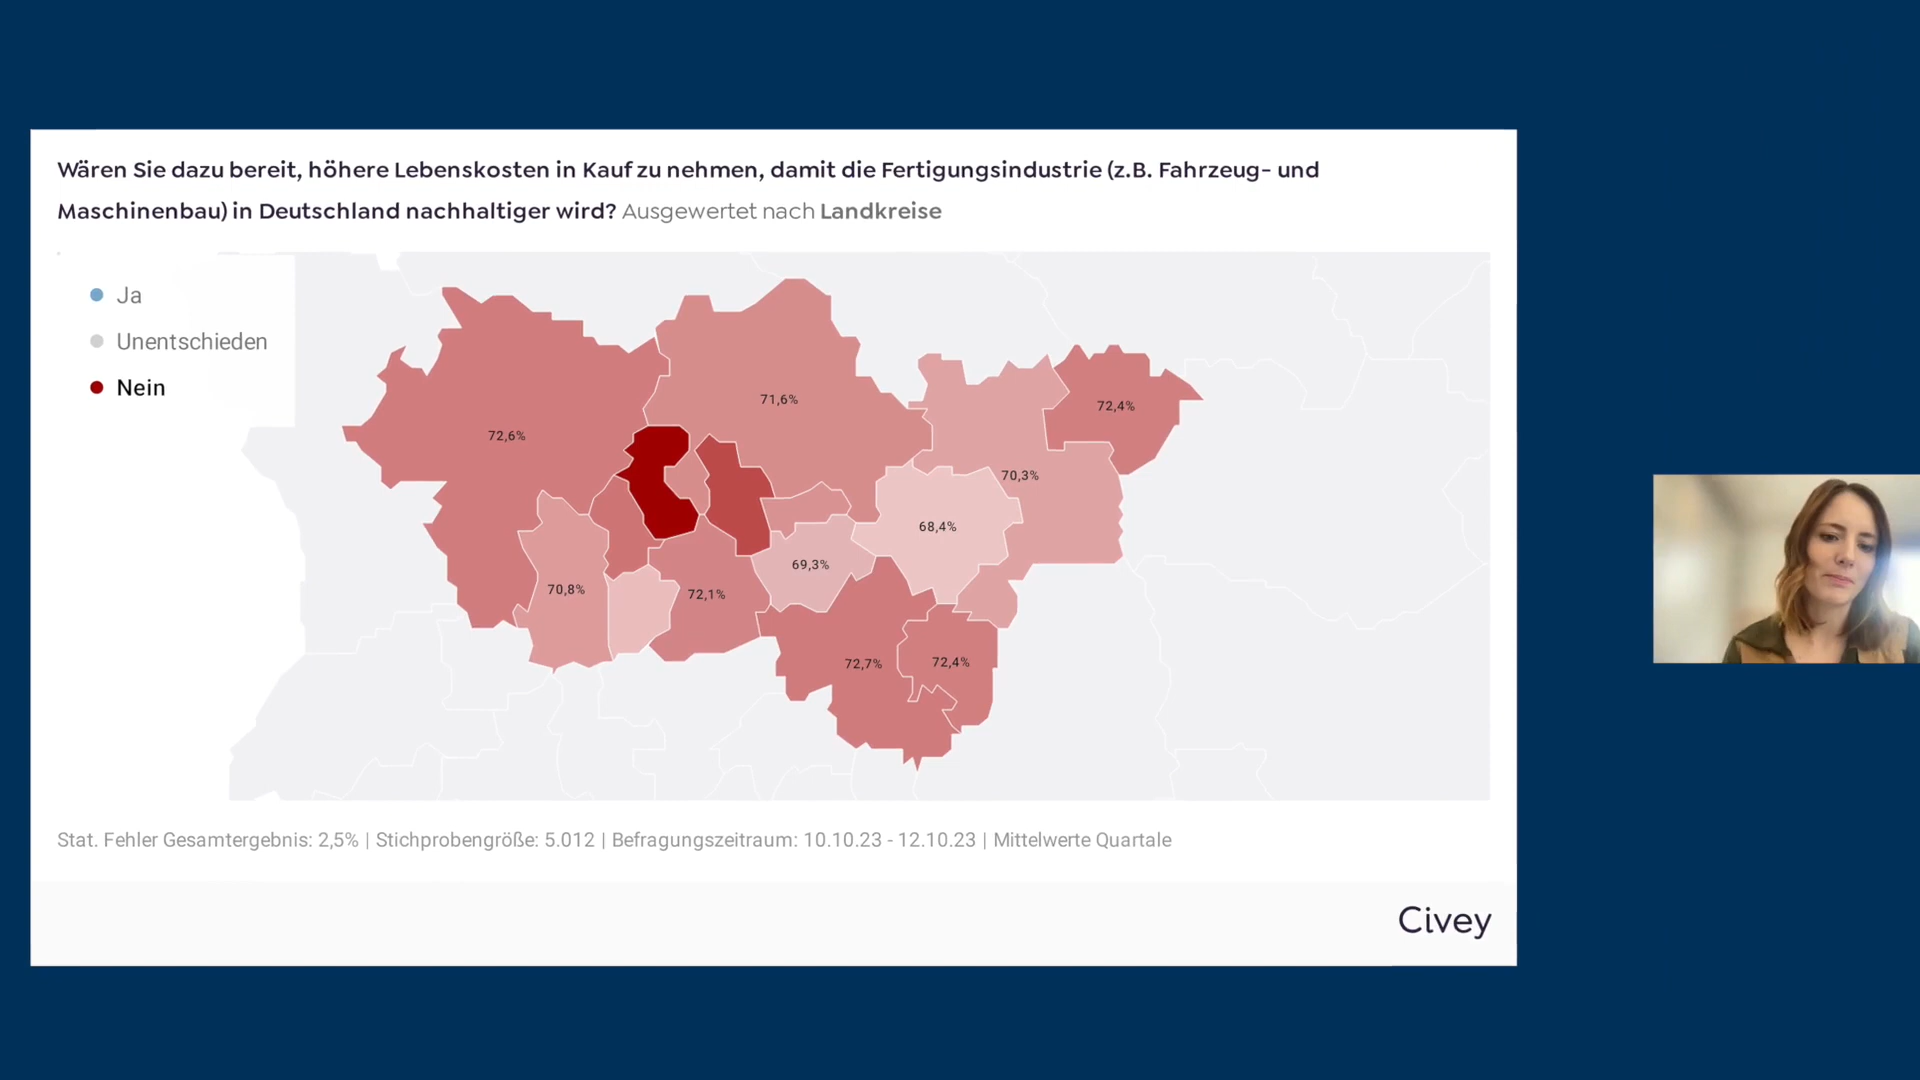 Wären Sie dazu bereit, höhere Lebenskosten in Kauf zu nehmen, damit die Fertigungsindustrie (z.B. Fahrzeug- und
Maschinenbau) in Deutschland nachhaltiger wird? Ausgewertet nach Landkreise
Ja
Unentschieden
Nein
71,6%
72,4%
72,6%
70,3%
68,4%
69,3%
70,8%
72,1%
72,7%
72,4%
Stat. Fehler Gesamtergebnis: 2,5% | Stichprobengröße: 5.012 | Befragungszeitraum: 10.10.23 - 12.10.23 | Mittelwerte Quartale
Civey